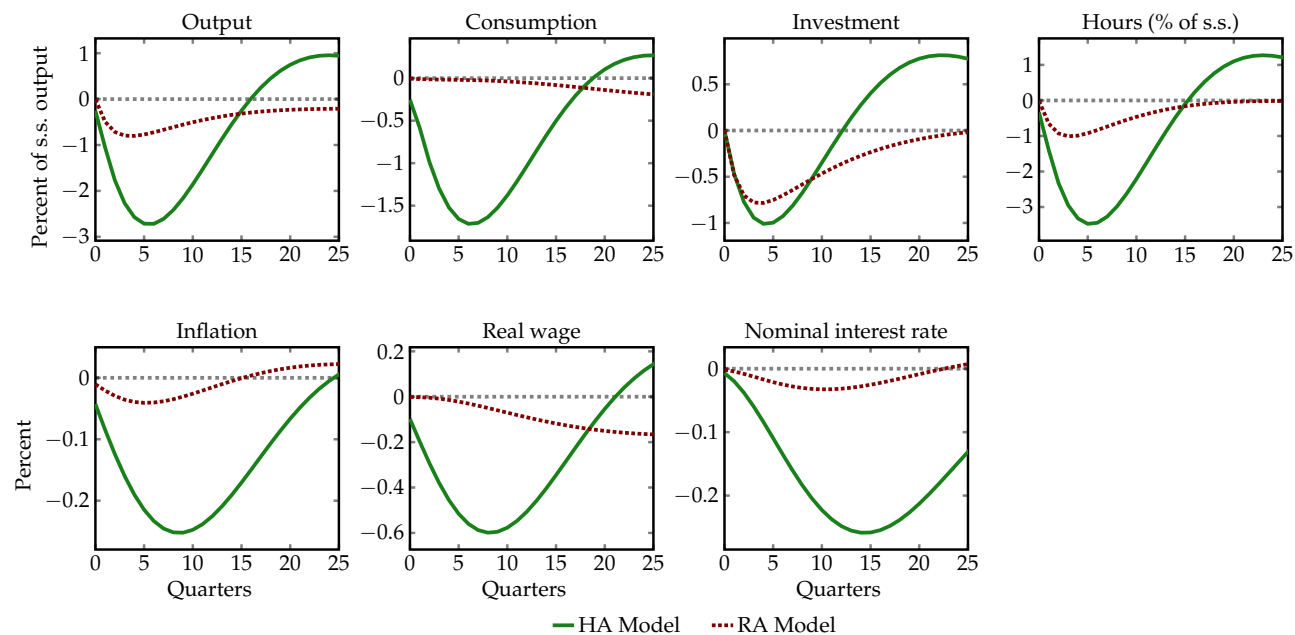 Output
Consumption
Investment
Hours (% of s.s.)
Percent of s.s. output
1
0
−1
−2
−3
0 5 10 15 20 25
0
−0.5
−1
−1.5
0 5 10 15 20 25
0.5
0
−0.5
−1
0 5 10 15 20 25
1
0
−1
−2
−3
0 5 10 15 20 25
Inflation
Real wage
Nominal interest rate
Percent
0
−0.1
−0.2
0 5 10 15 20 25
Quarters
0.2
0
−0.2
−0.4
−0.6
0 5 10 15 20 25
Quarters
0
−0.1
−0.2
0 5 10 15 20 25
Quarters
HA Model RA Model